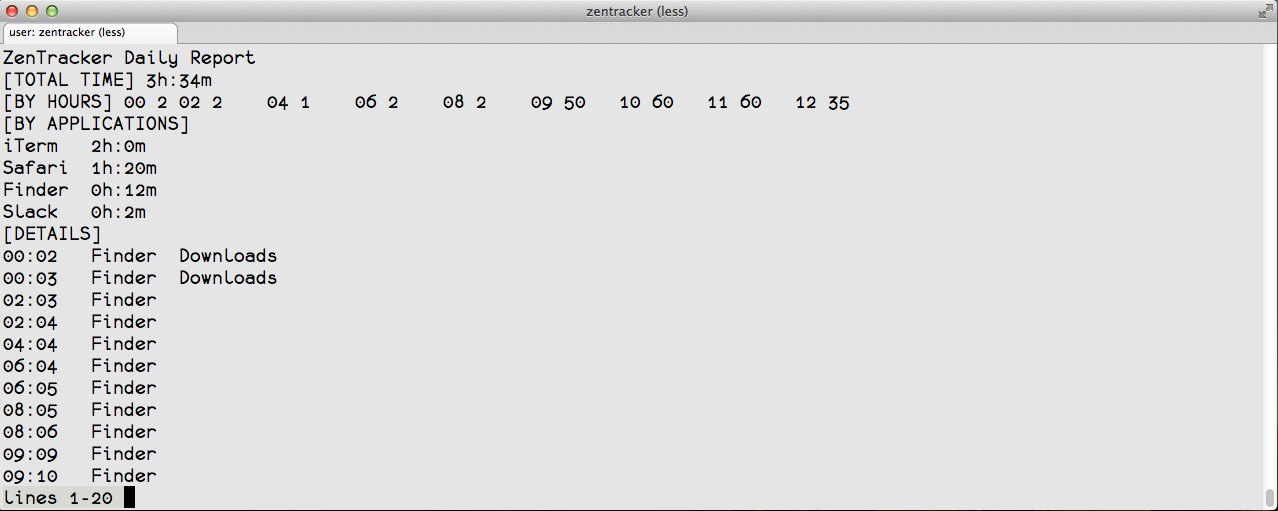 zentracker (less)
user: zentracker (less)
ZenTracker Daily Report
[TOTAL TIME] 3h:34m
[BY HOURS] 00 2 02 2    04 1    06 2    08 2    09 50   10 60   11 60   12 35
[BY APPLICATIONS]
iTerm   2h:0m
Safari  1h:20m
Finder  0h:12m
Slack   0h:2m
[DETAILS]
00:02   Finder  Downloads
00:03   Finder  Downloads
02:03   Finder
02:04   Finder
04:04   Finder
06:04   Finder
06:05   Finder
08:05   Finder
08:06   Finder
09:09   Finder
09:10   Finder
lines 1-20